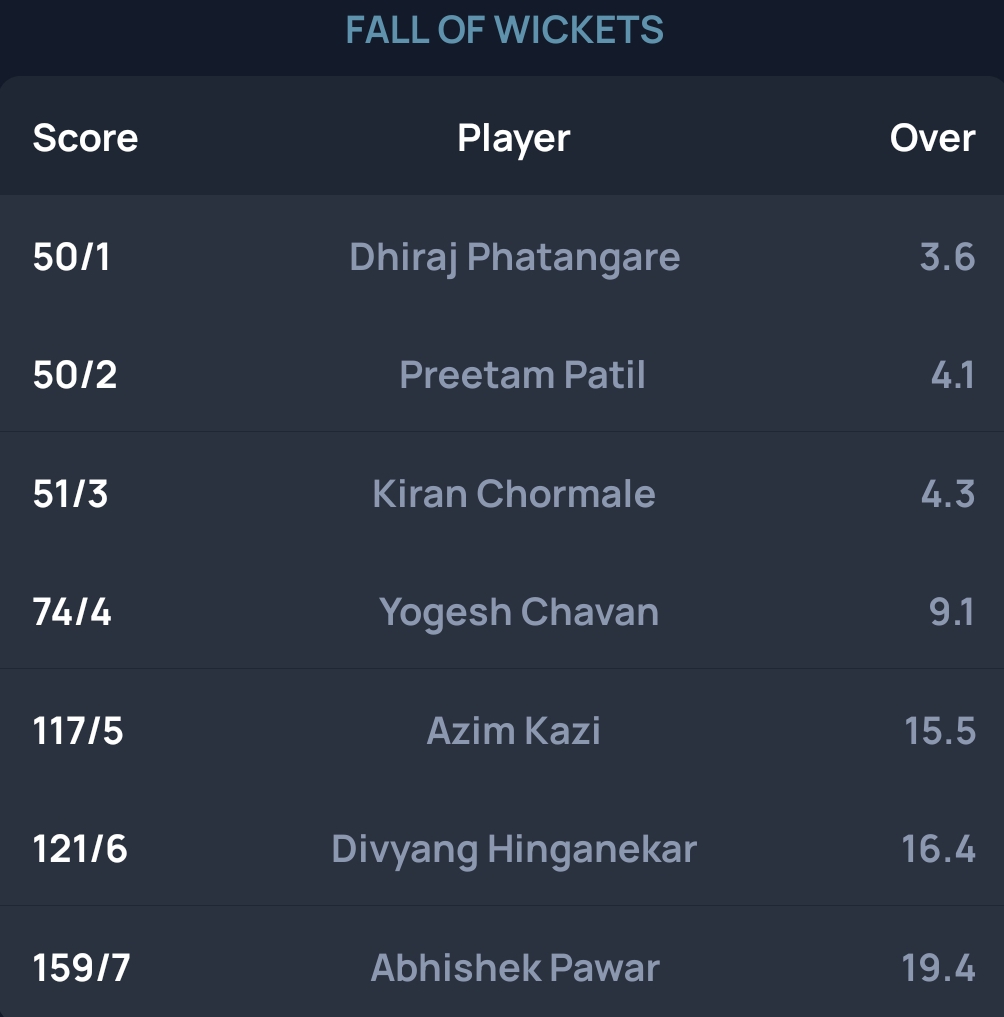 FALL OF WICKETS
Score Player Over
50/1 Dhiraj Phatangare 3.6
50/2 Preetam Patil 4.1
51/3 Kiran Chormale 4.3
74/4 Yogesh Chavan 9.1
117/5 Azim Kazi 15.5
121/6 Divyang Hinganekar 16.4
159/7 Abhishek Pawar 19.4